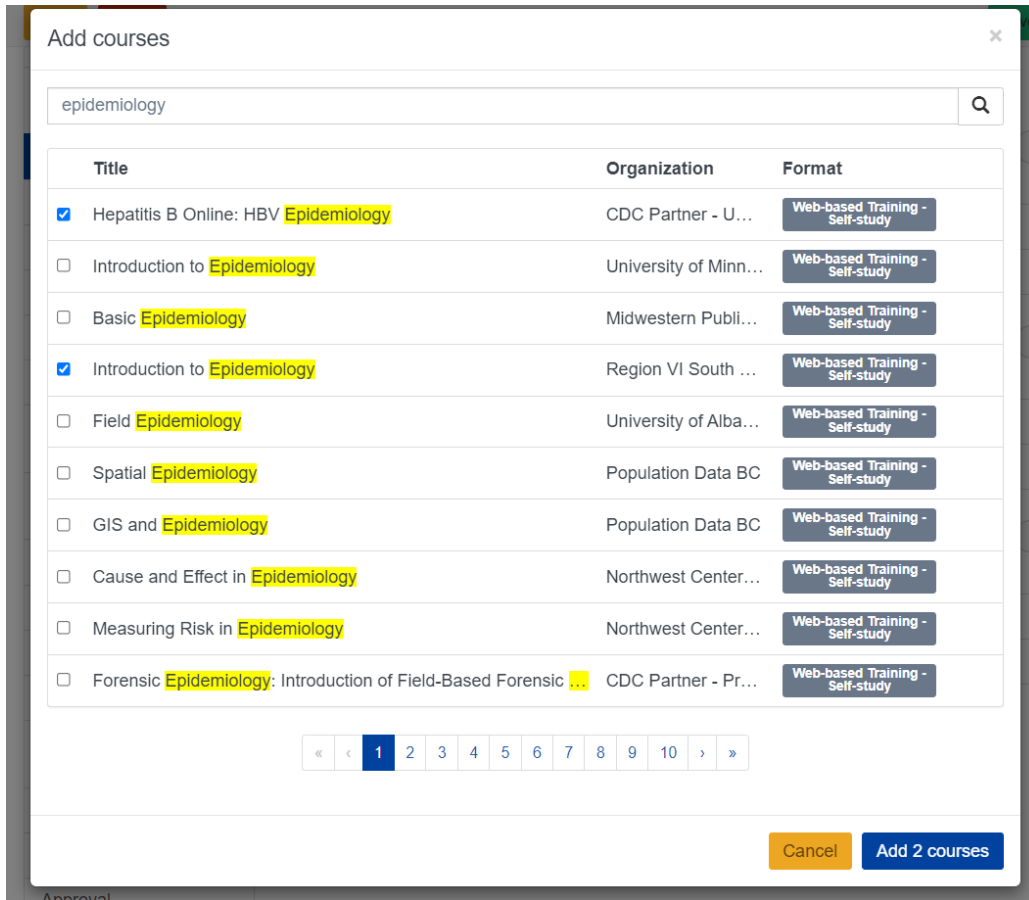 Add courses ×
epidemiology
Title Organization Format
Hepatitis B Online: HBV Epidemiology CDC Partner - U... Web-based Training -
Self-study
Introduction to Epidemiology University of Minn... Web-based Training -
Self-study
Basic Epidemiology Midwestern Publi... Web-based Training -
Self-study
Introduction to Epidemiology Region VI South ... Web-based Training -
Self-study
Field Epidemiology University of Alba... Web-based Training -
Self-study
Spatial Epidemiology Population Data BC Web-based Training -
Self-study
GIS and Epidemiology Population Data BC Web-based Training -
Self-study
Cause and Effect in Epidemiology Northwest Center... Web-based Training -
Self-study
Measuring Risk in Epidemiology Northwest Center... Web-based Training -
Self-study
Forensic Epidemiology: Introduction of Field-Based Forensic ... CDC Partner - Pr... Web-based Training -
Self-study
« ‹ 1 2 3 4 5 6 7 8 9 10 › »
Cancel Add 2 courses
Approval